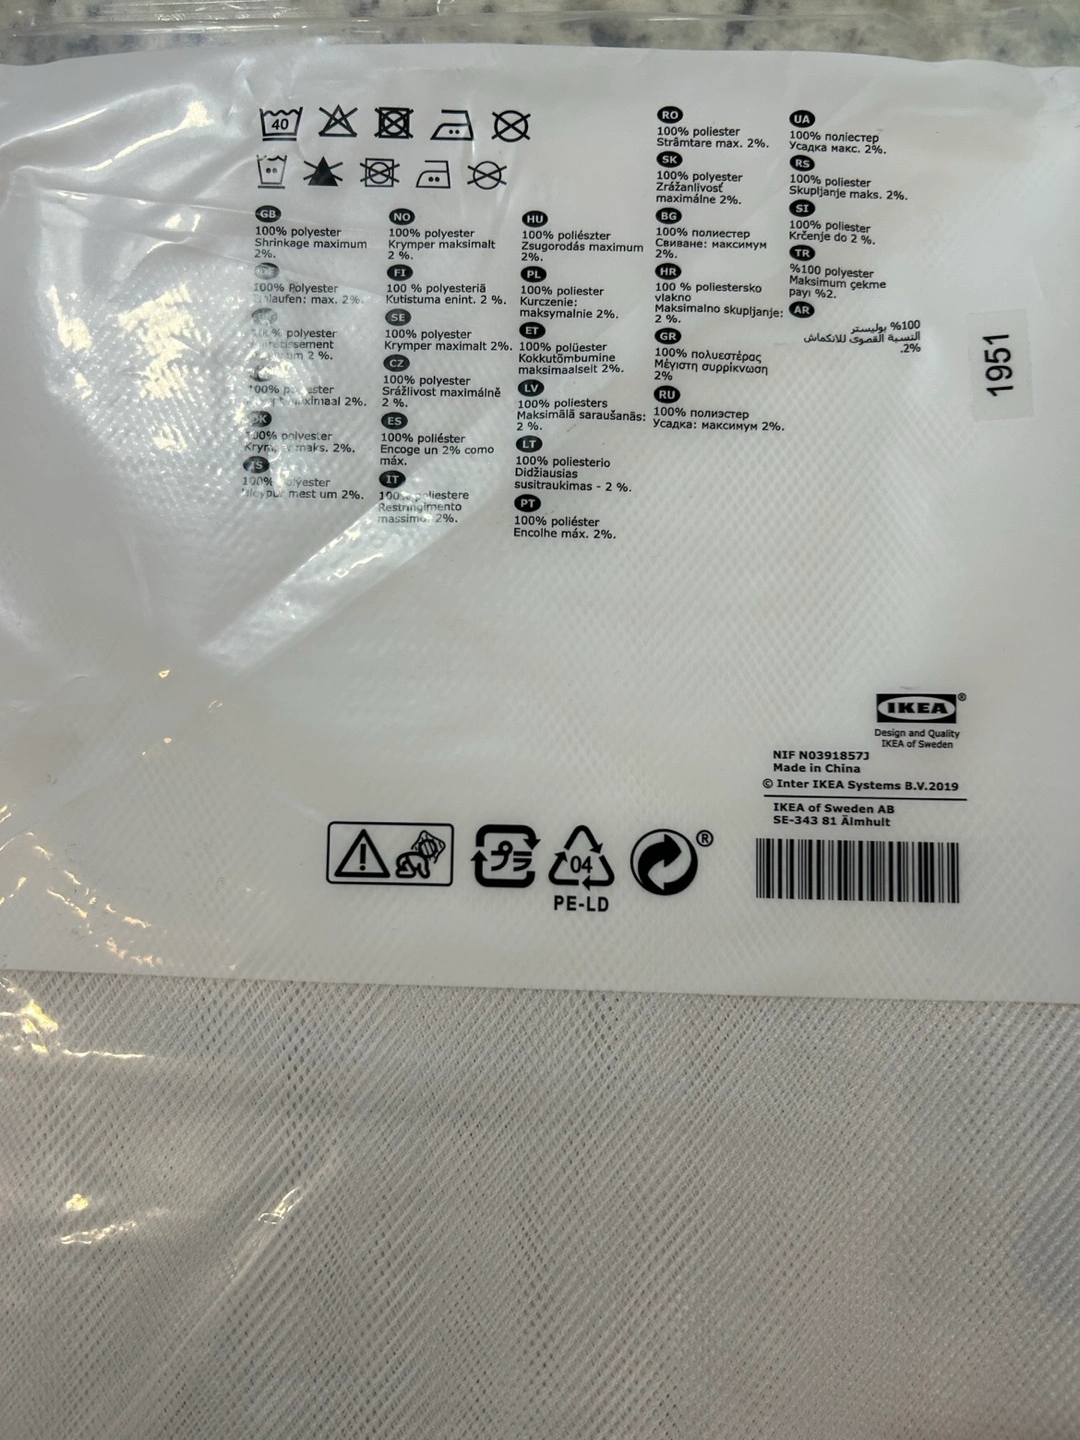 40
GB
100% polyester
Shrinkage maximum
2%.
100% Polyester
max. 2%.
polyester
2 %.
100%
2%.
DK
100% polyester
maks. 2%.
IS
100%
mest um 2%.
NO
100% polyester
Krymper maksimalt
2 %.
FI
100 % polyesteriä
Kutistuma enint. 2 %.
SE
100% polyester
Krymper maximalt 2%.
CZ
100% polyester
Srážlivost maximálně
2 %.
ES
100% poliéster
Encoge un 2% como
máx.
IT
100% poliestere
Restringimento
massimo 2%.
HU
100% poliészter
Zsugorodás maximum
2%.
PL
100% poliester
Kurczenie:
maksymalnie 2%.
ET
100% polüester
Kokkutõmbumine
maksimaalselt 2%.
LV
100% poliesters
Maksimālā saraušanās:
2 %.
LT
100% poliesterio
Didžiausias
susitraukimas - 2 %.
PT
100% poliéster
Encolhe máx. 2%.
RO
100% poliester
Strâmtare max. 2%.
SK
100% polyester
Zrážanlivosť
maximálne 2%.
BG
100% полиестер
Свиване: максимум
2%.
HR
100 % poliestersko
vlakno
Maksimalno skupljanje:
2 %.
GR
100% πολυεστέρας
Μέγιστη συρρίκνωση
2%
RU
100% полиэстер
Усадка: максимум 2%.
UA
100% поліестер
Усадка макс. 2%.
RS
100% poliester
Skupljanje maks. 2%.
SI
100% poliester
Krčenje do 2 %.
TR
%100 polyester
Maksimum çekme
payı %2.
AR
100% بوليستر
النسبة القصوى للانكماش
2%.
1951
IKEA®
Design and Quality
IKEA of Sweden
NIF N0391857J
Made in China
© Inter IKEA Systems B.V.2019
IKEA of Sweden AB
SE-343 81 Älmhult
プラ
04
PE-LD
®